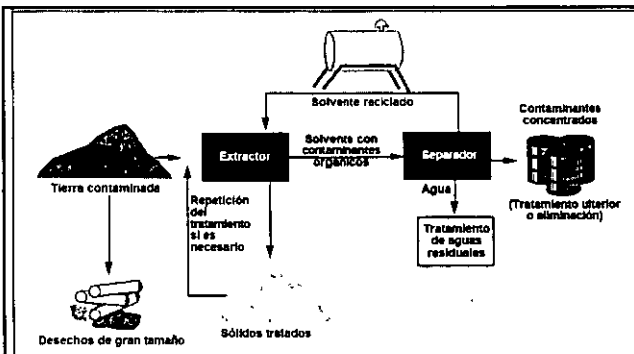 Solvente reciclado
Contaminantes
concentrados
Extractor
Solvente con
contaminantes
orgánicos
Separador
Tierra contaminada
Repetición
del
tratamiento
si es
necesario
Agua
(Tratamiento ulterior
o eliminación)
Tratamiento
de aguas
residuales
Desechos de gran tamaño
Sólidos tratados